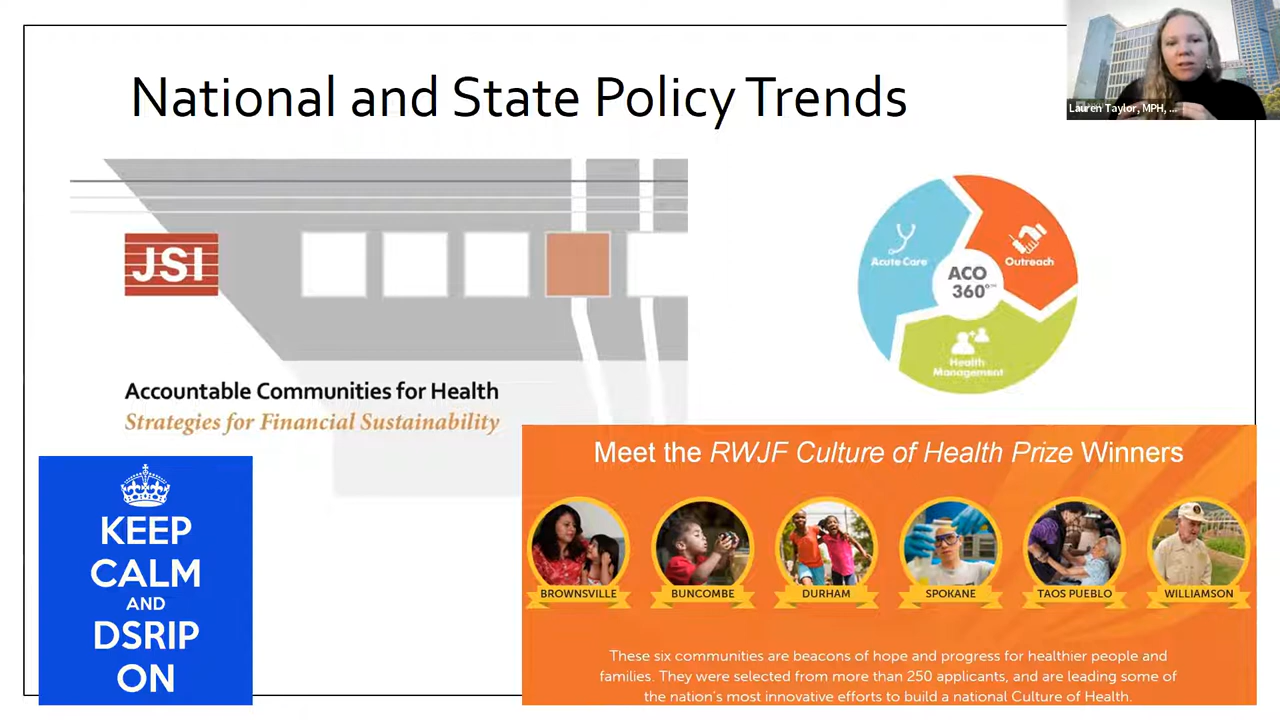 National and State Policy Trends
Lauren Taylor, MPH, ...
JSI
Accountable Communities for Health
Strategies for Financial Sustainability
Acute Care
Outreach
ACO
360°™
Health
Management
KEEP
CALM
AND
DSRIP
ON
Meet the RWJF Culture of Health Prize Winners
BROWNSVILLE
BUNCOMBE
DURHAM
SPOKANE
TAOS PUEBLO
WILLIAMSON
These six communities are beacons of hope and progress for healthier people and
families. They were selected from more than 250 applicants, and are leading some of
the nation's most innovative efforts to build a national Culture of Health.